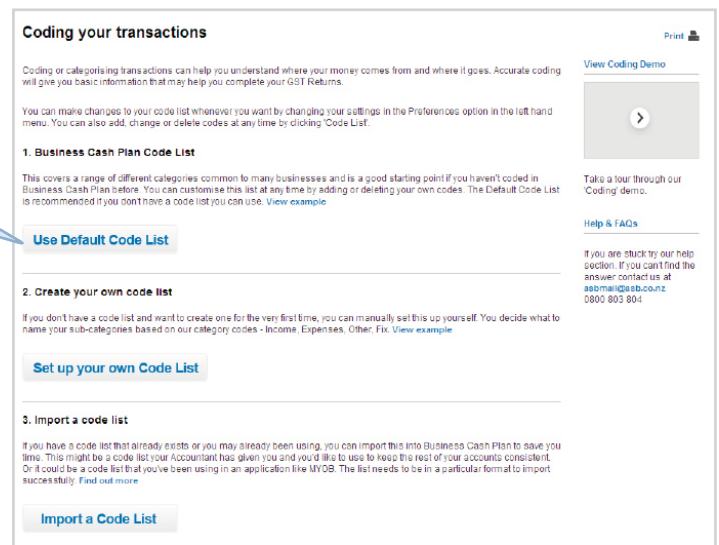 Coding your transactions
Print
Coding or categorising transactions can help you understand where your money comes from and where it goes. Accurate coding
will give you basic information that may help you complete your GST Returns.
You can make changes to your code list whenever you want by changing your settings in the Preferences option in the left hand
menu. You can also add, change or delete codes at any time by clicking 'Code List'.
1. Business Cash Plan Code List
This covers a range of different categories common to many businesses and is a good starting point if you haven't coded in
Business Cash Plan before. You can customise this list at any time by adding or deleting your own codes. The Default Code List
is recommended if you don't have a code list you can use. View example
Use Default Code List
2. Create your own code list
If you don't have a code list and want to create one for the very first time, you can manually set this up yourself. You decide what to
name your sub-categories based on our category codes - Income, Expenses, Other, Fix. View example
Set up your own Code List
3. Import a code list
If you have a code list that already exists or you may already been using, you can import this into Business Cash Plan to save you
time. This might be a code list your Accountant has given you and you'd like to use to keep the rest of your accounts consistent.
Or it could be a code list that you've been using in an application like MYOB. The list needs to be in a particular format to import
successfully. Find out more
Import a Code List
View Coding Demo
Take a tour through our
'Coding' demo.
Help & FAQs
If you are stuck try our help
section. If you can't find the
answer contact us at
asbmail@asb.co.nz
0800 803 804